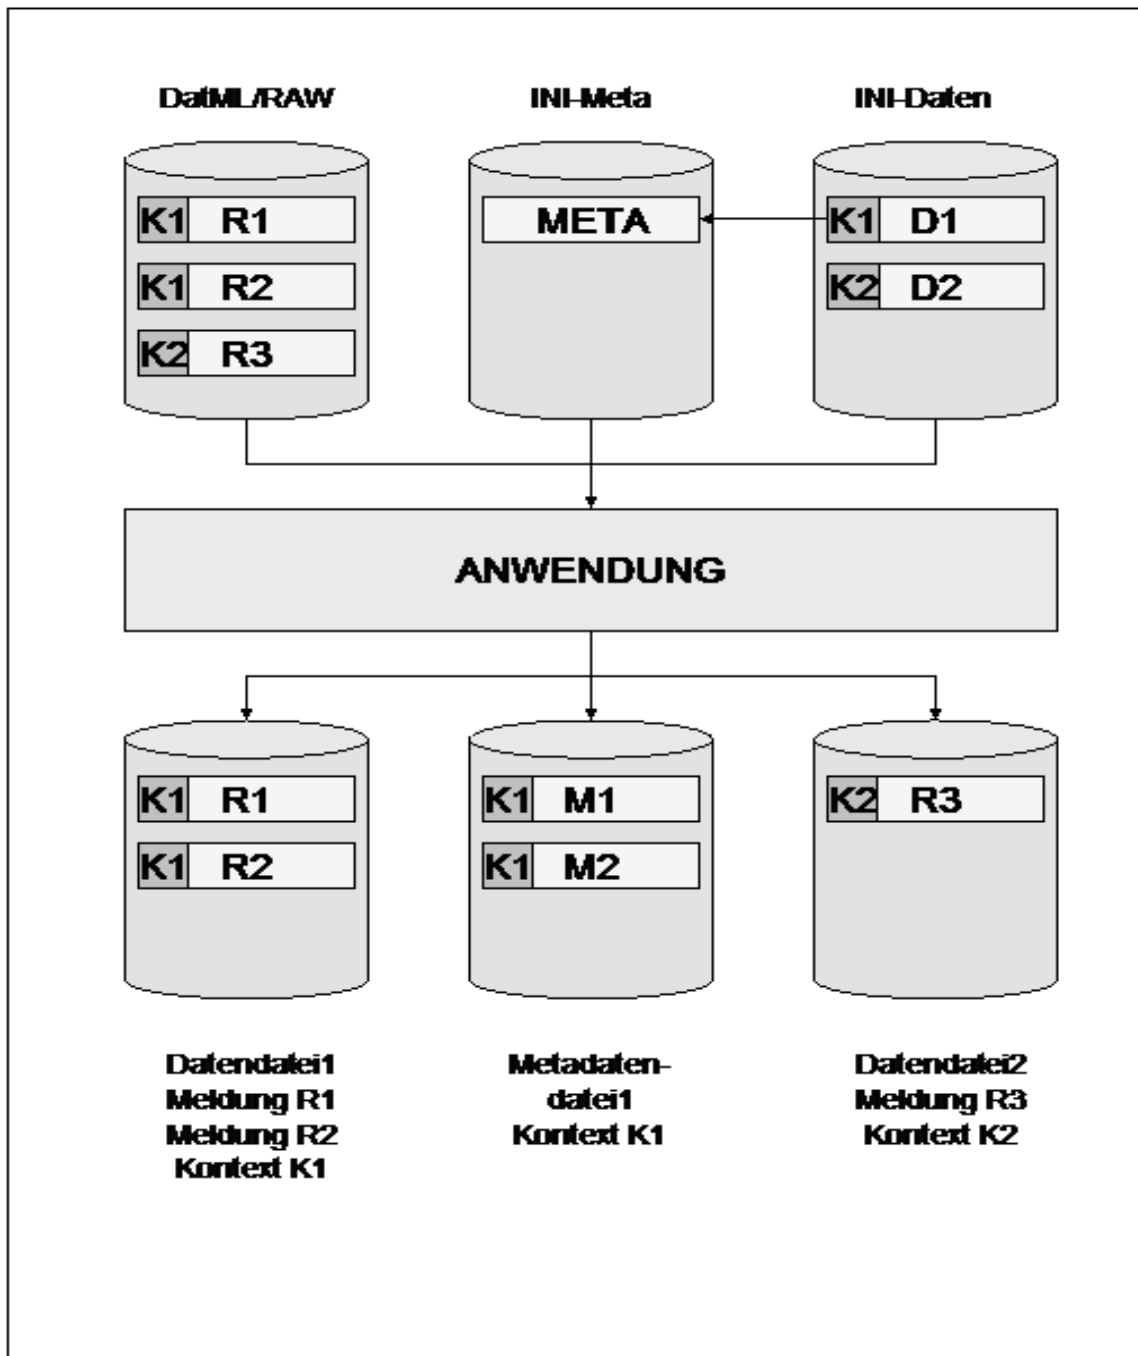 DatML/RAW
INI-Meta
INI-Daten
K1 R1
META
K1 D1
K1 R2
K2 D2
K2 R3
ANWENDUNG
K1 R1
K1 M1
K2 R3
K1 R2
K1 M2
Datendatei1
Meldung R1
Meldung R2
Kontext K1
Metadaten-
datei1
Kontext K1
Datendatei2
Meldung R3
Kontext K2